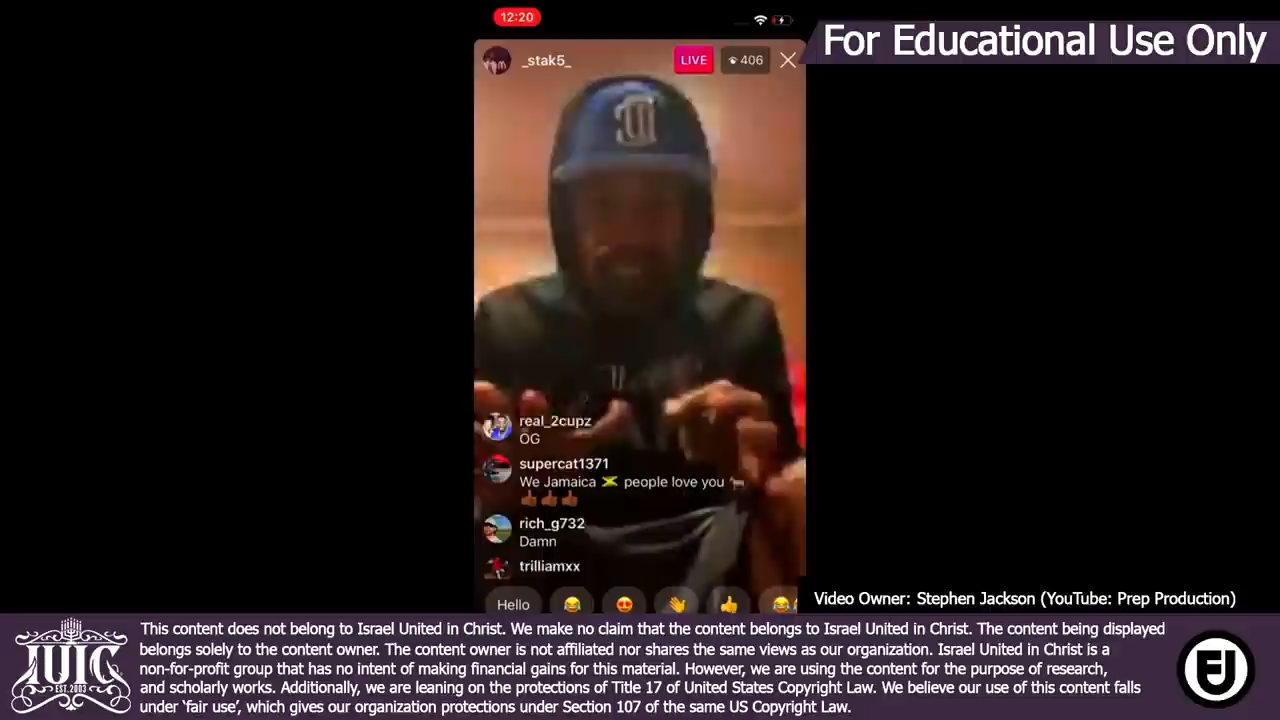 12:20
For Educational Use Only
_stak5_
LIVE
406
real_2cupz
OG
supercat1371
We Jamaica 🇯🇲 people love you 🐐
👍🏾👍🏾👍🏾
rich_g732
Damn
trilliamxx
Hello 😂 😍 👋 👍 😂
Video Owner: Stephen Jackson (YouTube: Prep Production)
This content does not belong to Israel United in Christ. We make no claim that the content belongs to Israel United in Christ. The content being displayed
belongs solely to the content owner. The content owner is not affiliated nor shares the same views as our organization. Israel United in Christ is a
non-for-profit group that has no intent of making financial gains for this material. However, we are using the content for the purpose of research,
and scholarly works. Additionally, we are leaning on the protections of Title 17 of United States Copyright Law. We believe our use of this content falls
under 'fair use', which gives our organization protections under Section 107 of the same US Copyright Law.
IUIC
EST.2003